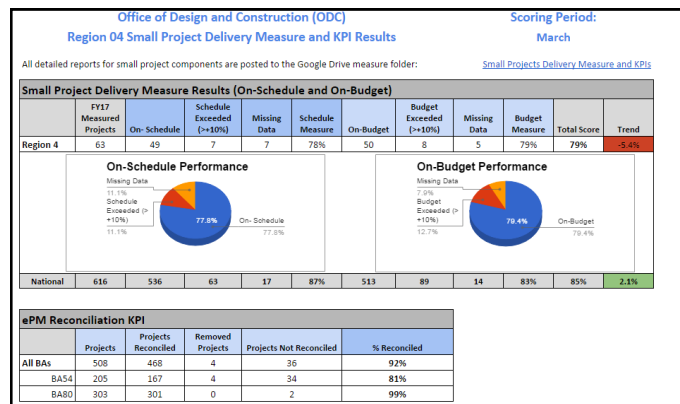 Office of Design and Construction (ODC)
Scoring Period:
Region 04 Small Project Delivery Measure and KPI Results
March
All detailed reports for small project components are posted to the Google Drive measure folder:
Small Projects Delivery Measure and KPIs
Small Project Delivery Measure Results (On-Schedule and On-Budget)
FY17 Measured Projects On- Schedule Schedule Exceeded (>+10%) Missing Data Schedule Measure On-Budget Budget Exceeded (>+10%) Missing Data Budget Measure Total Score Trend
Region 4 63 49 7 7 78% 50 8 5 79% 79% -5.4%
On-Schedule Performance
Missing Data
11.1%
Schedule
Exceeded (>
+10%)
11.1%
77.8%
On- Schedule
77.8%
On-Budget Performance
Missing Data
7.9%
Budget
Exceeded (>
+10%)
12.7%
79.4%
On-Budget
79.4%
National 616 536 63 17 87% 513 89 14 83% 85% 2.1%
ePM Reconciliation KPI
Projects Projects Reconciled Removed Projects Projects Not Reconciled % Reconciled
All BAs 508 468 4 36 92%
BA54 205 167 4 34 81%
BA80 303 301 0 2 99%